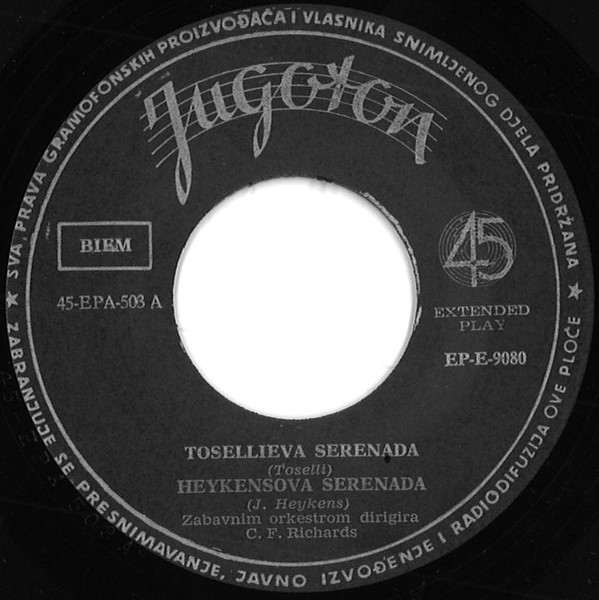 ★ SVA PRAVA GRAMOFONSKIH PROIZVOĐAČA I VLASNIKA SNIMLJENOG DJELA PRIDRŽANA ★
Jugoton
BIEM
45-EPA-503 A
45
EXTENDED
PLAY
EP-E-9080
TOSELLIEVA SERENADA
(Toselli)
HEYKENSOVA SERENADA
(J. Heykens)
Zabavnim orkestrom dirigira
C. F. Richards
ZABRANJUJE SE PRESNIMAVANJE, JAVNO IZVOĐENJE I RADIODIFUZIJA OVE PLOČE